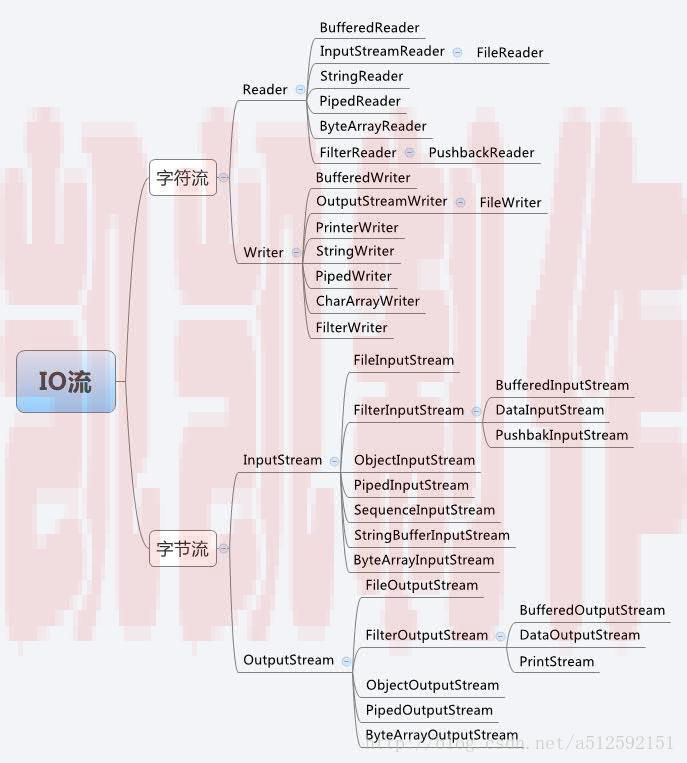 IO流
字符流
Reader
BufferedReader
InputStreamReader
FileReader
StringReader
PipedReader
ByteArrayReader
FilterReader
PushbackReader
Writer
BufferedWriter
OutputStreamWriter
FileWriter
PrinterWriter
StringWriter
PipedWriter
CharArrayWriter
FilterWriter
字节流
InputStream
FileInputStream
FilterInputStream
BufferedInputStream
DataInputStream
PushbakInputStream
ObjectInputStream
PipedInputStream
SequenceInputStream
StringBufferInputStream
ByteArrayInputStream
OutputStream
FileOutputStream
FilterOutputStream
BufferedOutputStream
DataOutputStream
PrintStream
ObjectOutputStream
PipedOutputStream
ByteArrayOutputStream
http://blog.csdn.net/a512592151